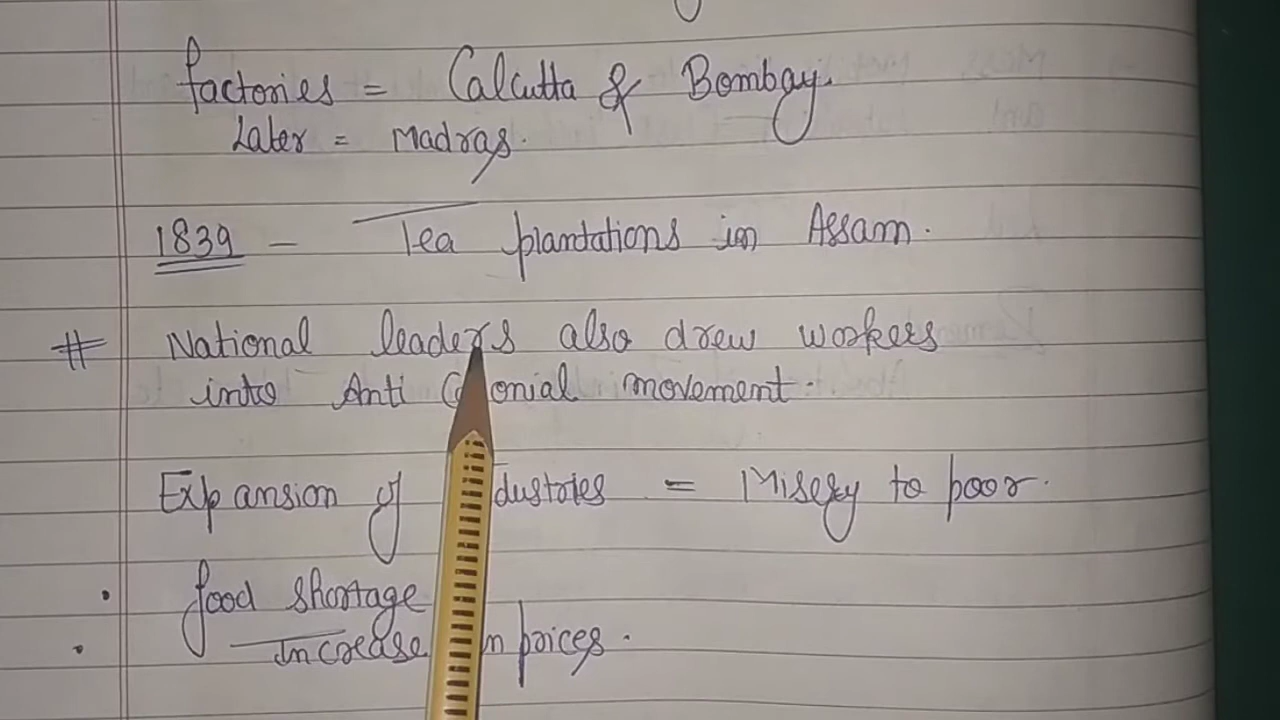 factories = Calcutta & Bombay.
Later = Madras.
1839 - Tea plantations in Assam.
# National leaders also drew workers
into Anti Colonial movement.
Expansion of dustries = Misery to poor.
. food shortage
. Increase n prices.